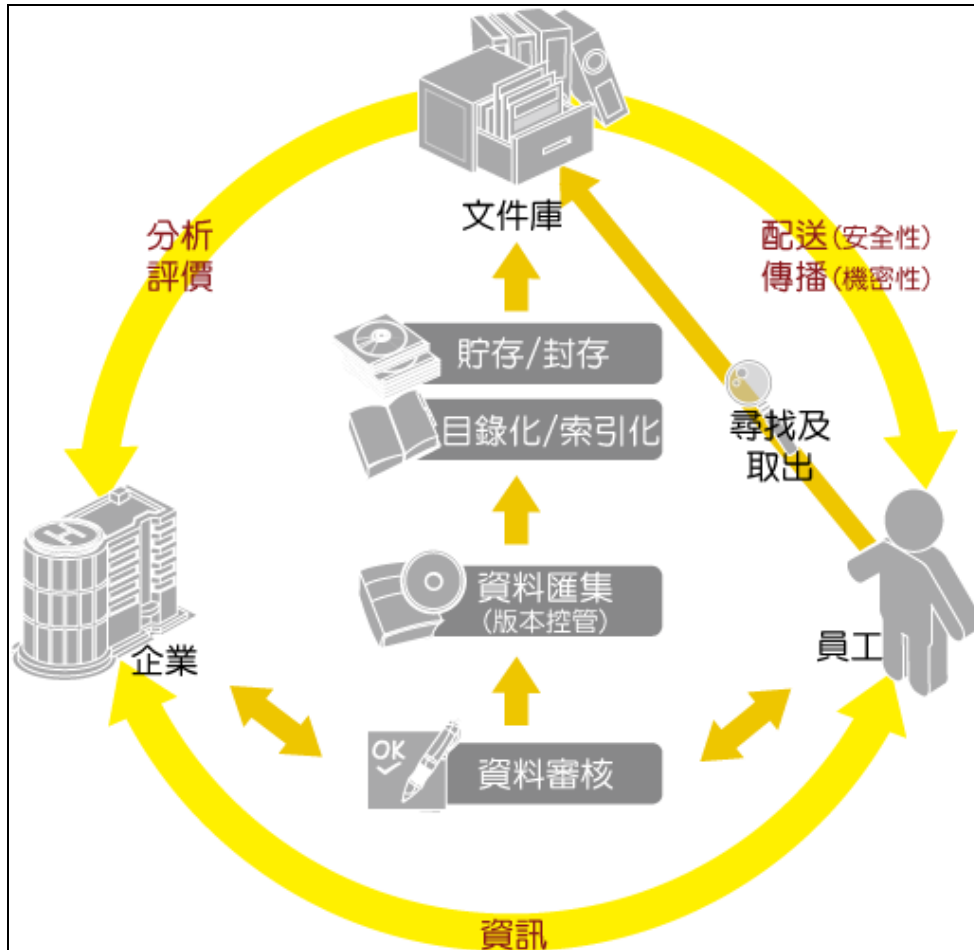 文件庫
分析
評價
配送(安全性)
傳播(機密性)
貯存/封存
目錄化/索引化
尋找及
取出
資料匯集
(版本控管)
企業
員工
OK
資料審核
資訊